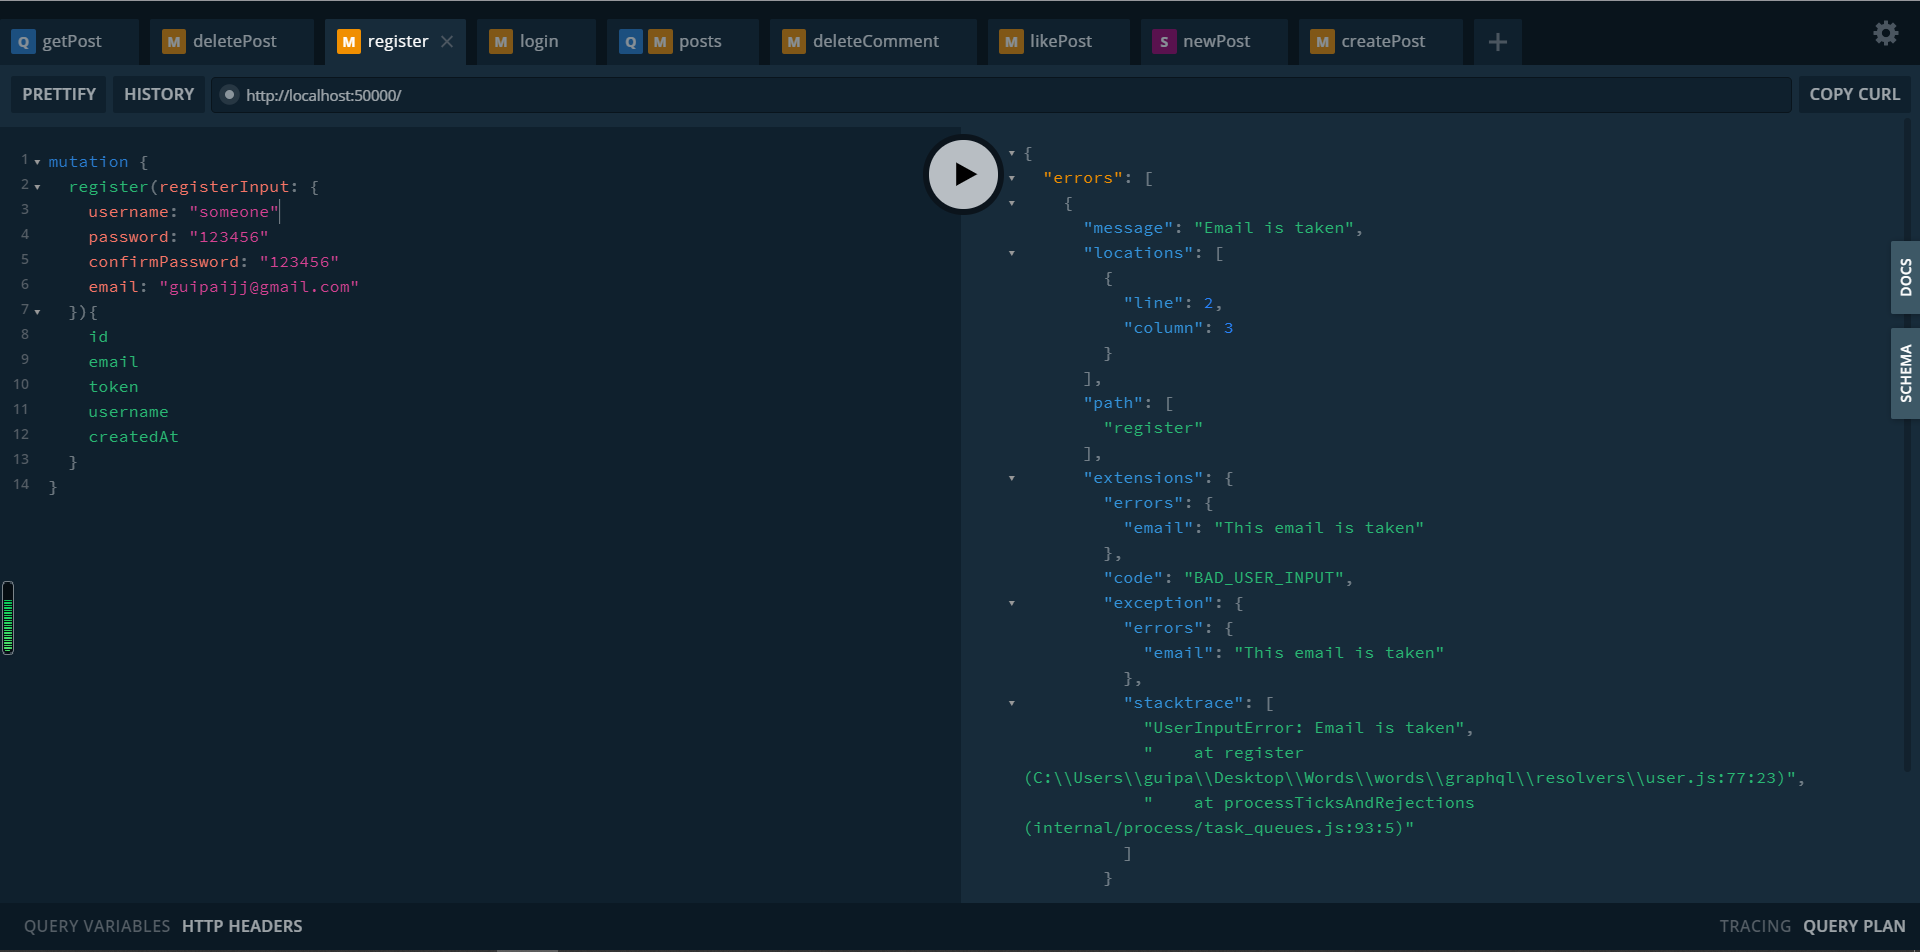 Q getPost M deletePost M register M login Q M posts M deleteComment M likePost S newPost M createPost
PRETTIFY HISTORY http://localhost:50000/ COPY CURL
1 mutation {
2 register(registerInput: {
3 username: "someone"
4 password: "123456"
5 confirmPassword: "123456"
6 email: "guipaijj@gmail.com"
7 }){
8 id
9 email
10 token
11 username
12 createdAt
13 }
14 }
{
"errors": [
{
"message": "Email is taken",
"locations": [
{
"line": 2,
"column": 3
}
],
"path": [
"register"
],
"extensions": {
"errors": {
"email": "This email is taken"
},
"code": "BAD_USER_INPUT",
"exception": {
"errors": {
"email": "This email is taken"
},
"stacktrace": [
"UserInputError: Email is taken",
"    at register
(C:\\Users\\guipa\\Desktop\\Words\\words\\graphql\\resolvers\\user.js:77:23)",
"    at processTicksAndRejections
(internal/process/task_queues.js:93:5)"
]
}
DOCS
SCHEMA
QUERY VARIABLES HTTP HEADERS TRACING QUERY PLAN